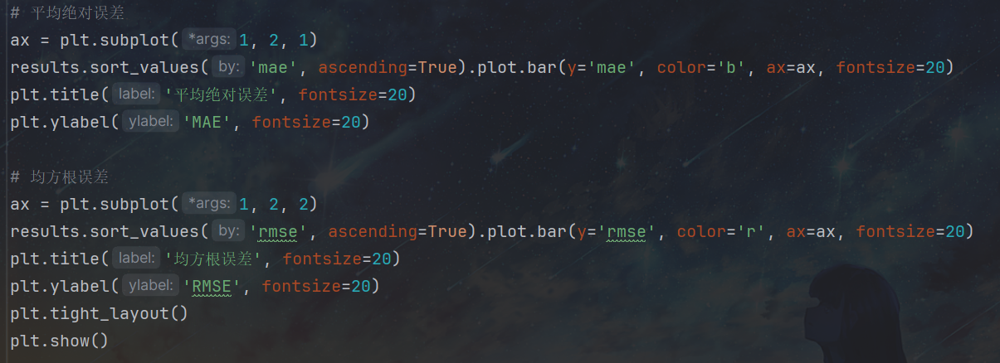 # 平均绝对误差
ax = plt.subplot( *args: 1, 2, 1)
results.sort_values( by: 'mae', ascending=True).plot.bar(y='mae', color='b', ax=ax, fontsize=20)
plt.title( label: '平均绝对误差', fontsize=20)
plt.ylabel( ylabel: 'MAE', fontsize=20)
# 均方根误差
ax = plt.subplot( *args: 1, 2, 2)
results.sort_values( by: 'rmse', ascending=True).plot.bar(y='rmse', color='r', ax=ax, fontsize=20)
plt.title( label: '均方根误差', fontsize=20)
plt.ylabel( ylabel: 'RMSE', fontsize=20)
plt.tight_layout()
plt.show()